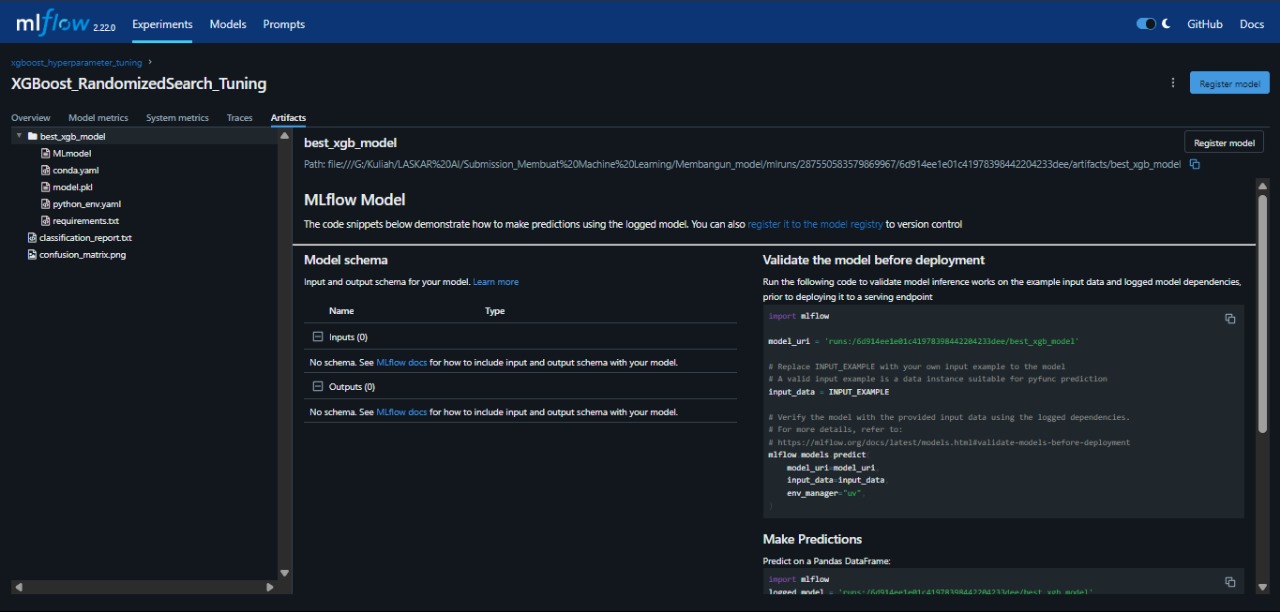 mlflow 2.22.0 Experiments Models Prompts GitHub Docs
xgboost_hyperparameter_tuning
XGBoost_RandomizedSearch_Tuning
Register model
Overview Model metrics System metrics Traces Artifacts
best_xgb_model
MLmodel
conda.yaml
model.pkl
python_env.yaml
requirements.txt
classification_report.txt
confusion_matrix.png
best_xgb_model
Register model
Path: file:///G:/Kuliah/LASKAR%20AI/Submission_Membuat%20Machine%20Learning/Membangun_model/mlruns/287550583579869967/6d914ee1e01c41978398442204233dee/artifacts/best_xgb_model
MLflow Model
The code snippets below demonstrate how to make predictions using the logged model. You can also register it to the model registry to version control
Model schema
Input and output schema for your model. Learn more
Name Type
Inputs (0)
No schema. See MLflow docs for how to include input and output schema with your model.
Outputs (0)
No schema. See MLflow docs for how to include input and output schema with your model.
Validate the model before deployment
Run the following code to validate model inference works on the example input data and logged model dependencies,
prior to deploying it to a serving endpoint
import mlflow
model_uri = 'runs:/6d914ee1e01c41978398442204233dee/best_xgb_model'
# Replace INPUT_EXAMPLE with your own input example to the model
# A valid input example is a data instance suitable for pyfunc prediction
input_data = INPUT_EXAMPLE
# Verify the model with the provided input data using the logged dependencies.
# For more details, refer to:
# https://mlflow.org/docs/latest/models.html#validate-models-before-deployment
mlflow.models.predict(
model_uri=model_uri,
input_data=input_data,
env_manager="uv",
)
Make Predictions
Predict on a Pandas DataFrame:
import mlflow
logged_model = 'runs:/6d914ee1e01c41978398442204233dee/best_xgb_model'